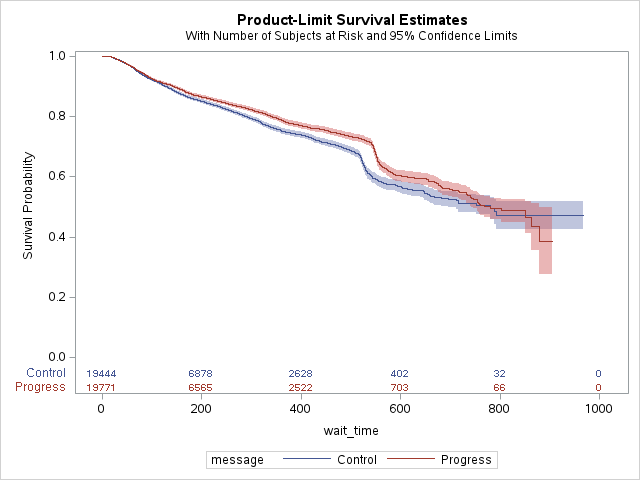 Product-Limit Survival Estimates
With Number of Subjects at Risk and 95% Confidence Limits
Survival Probability
1.0
0.8
0.6
0.4
0.2
0.0
Control 19444 6878 2628 402 32 0
Progress 19771 6565 2522 703 66 0
0 200 400 600 800 1000
wait_time
message Control Progress